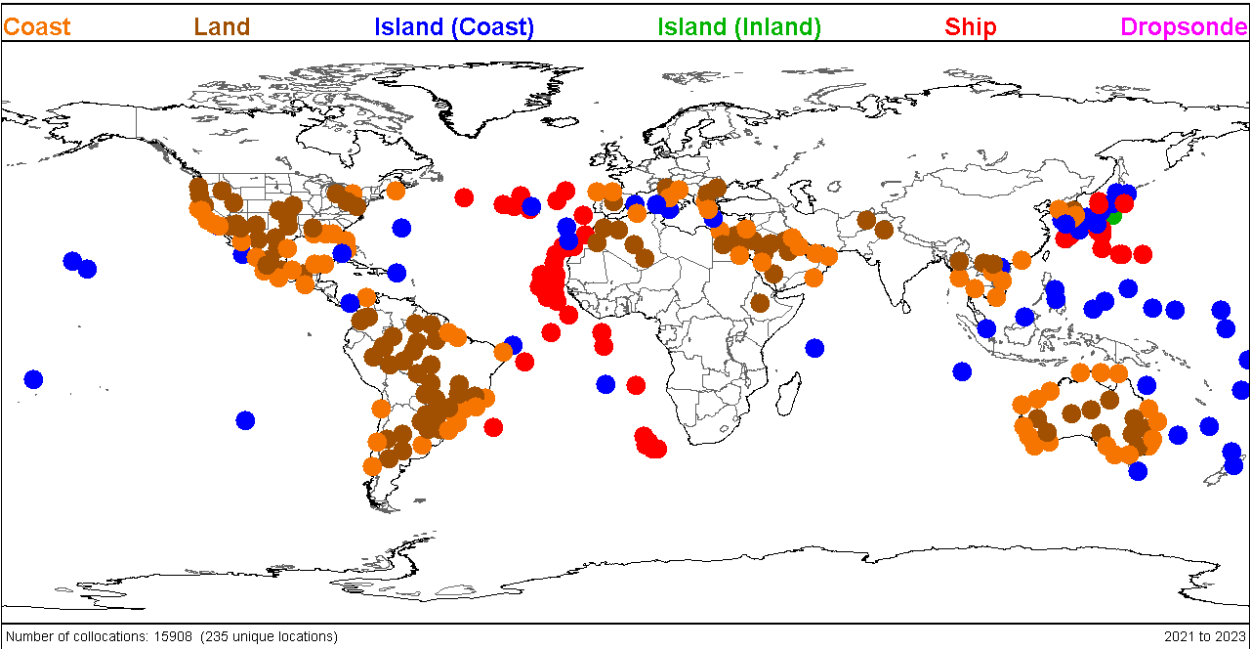 Coast Land Island (Coast) Island (Inland) Ship Dropsonde
Number of collocations: 15908 (235 unique locations) 2021 to 2023